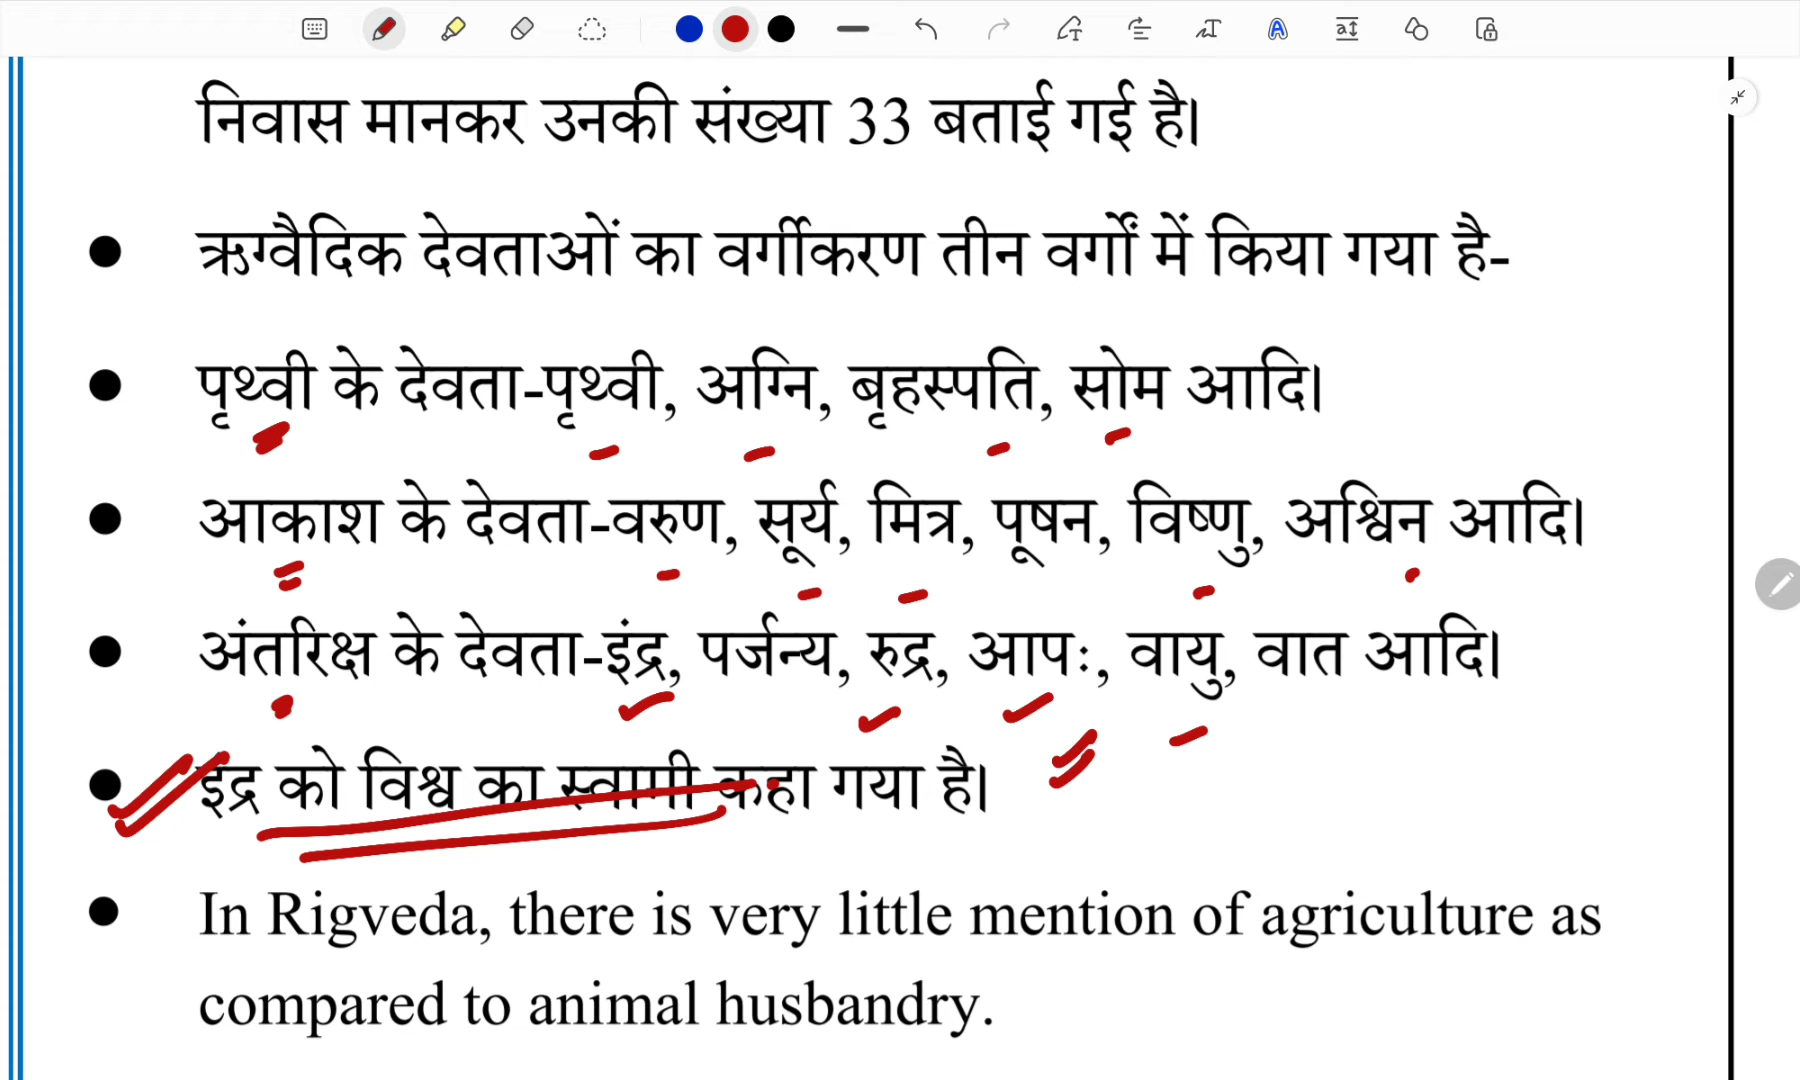 निवास मानकर उनकी संख्या 33 बताई गई है।
ऋग्वैदिक देवताओं का वर्गीकरण तीन वर्गों में किया गया है-
पृथ्वी के देवता-पृथ्वी, अग्नि, बृहस्पति, सोम आदि।
आकाश के देवता-वरुण, सूर्य, मित्र, पूषन, विष्णु, अश्विन आदि।
अंतरिक्ष के देवता-इंद्र, पर्जन्य, रुद्र, आपः, वायु, वात आदि।
इंद्र को विश्व का स्वामी कहा गया है।
In Rigveda, there is very little mention of agriculture as
compared to animal husbandry.